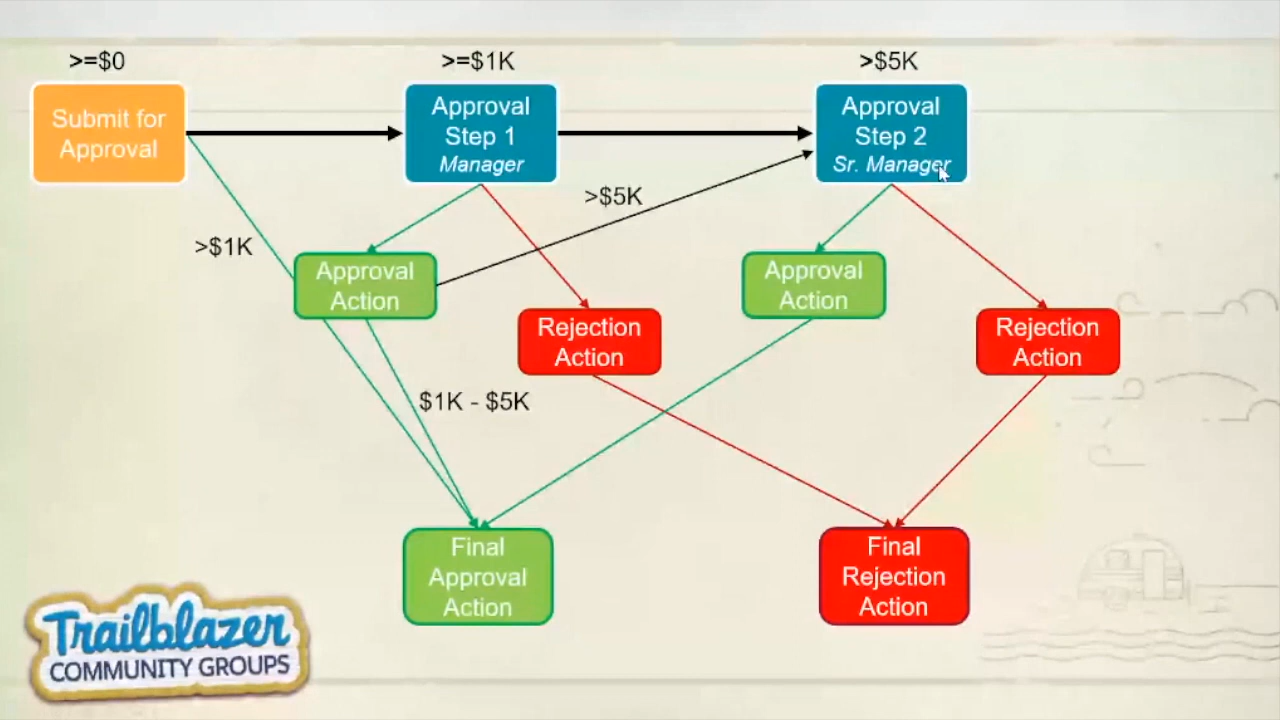 >=$0
>=$1K
>$5K
Submit for
Approval
Approval
Step 1
Manager
Approval
Step 2
Sr. Manager
>$5K
>$1K
Approval
Action
Approval
Action
Rejection
Action
Rejection
Action
$1K - $5K
Final
Approval
Action
Final
Rejection
Action
Trailblazer
COMMUNITY GROUPS